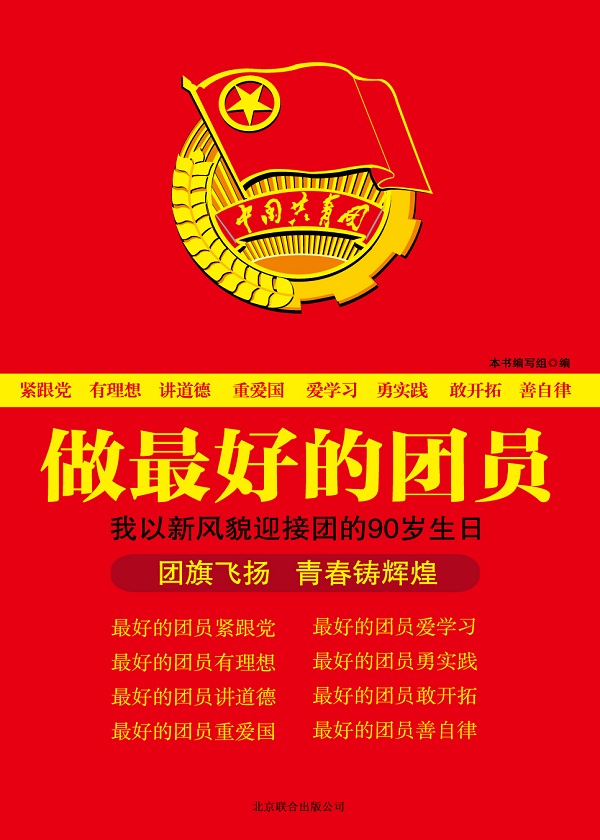 中国共青团
本书编写组◎编
紧跟党 有理想 讲道德 重爱国 爱学习 勇实践 敢开拓 善自律
做最好的团员
我以新风貌迎接团的90岁生日
团旗飞扬 青春铸辉煌
最好的团员紧跟党 最好的团员爱学习
最好的团员有理想 最好的团员勇实践
最好的团员讲道德 最好的团员敢开拓
最好的团员重爱国 最好的团员善自律
北京联合出版公司